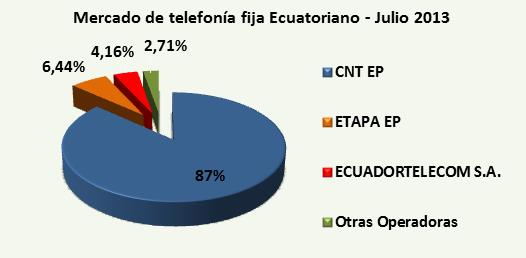 Mercado de telefonía fija Ecuatoriano - Julio 2013
6,44%
4,16%
2,71%
87%
CNT EP
ETAPA EP
ECUADORTELECOM S.A.
Otras Operadoras